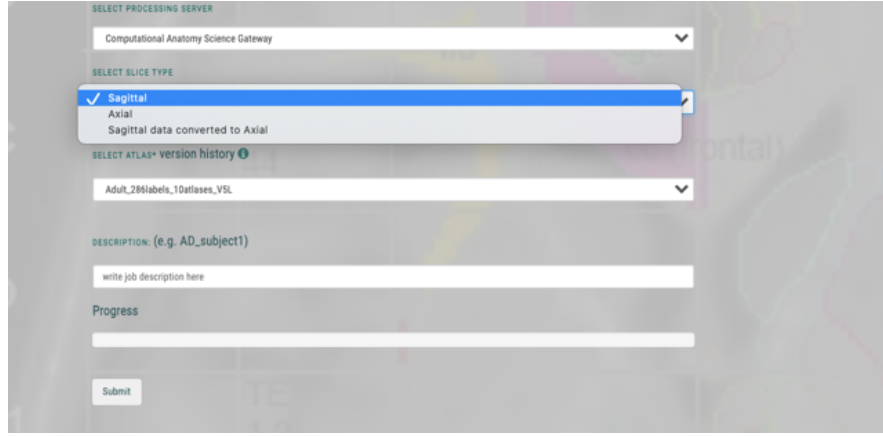 SELECT PROCESSING SERVER
Computational Anatomy Science Gateway
SELECT SLICE TYPE
✓ Sagittal
Axial
Sagittal data converted to Axial
SELECT ATLAS* version history
Adult_286labels_10atlases_V5L
DESCRIPTION: (e.g. AD_subject1)
write job description here
Progress
Submit